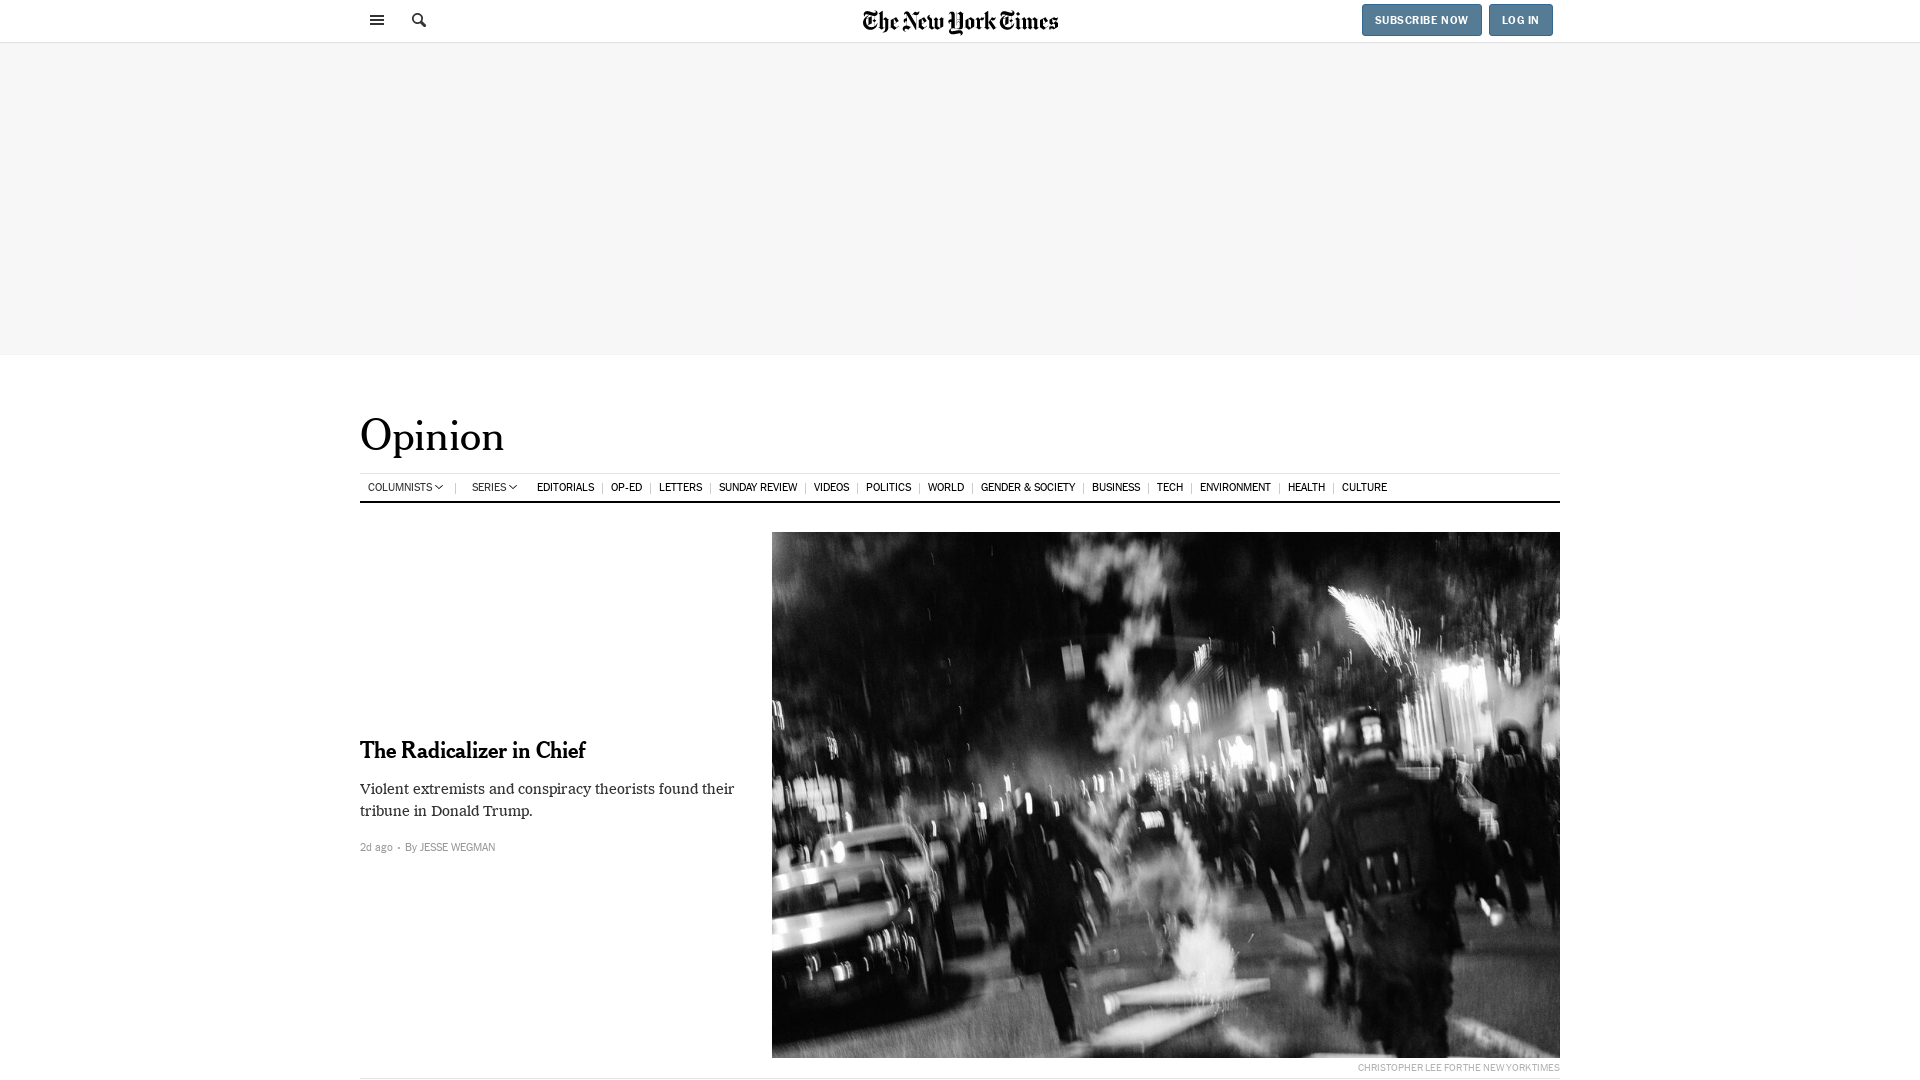 The New York Times
SUBSCRIBE NOW
LOG IN
Opinion
COLUMNISTS
SERIES
EDITORIALS
OP-ED
LETTERS
SUNDAY REVIEW
VIDEOS
POLITICS
WORLD
GENDER & SOCIETY
BUSINESS
TECH
ENVIRONMENT
HEALTH
CULTURE
The Radicalizer in Chief
Violent extremists and conspiracy theorists found their
tribune in Donald Trump.
2d ago • By JESSE WEGMAN
CHRISTOPHER LEE FOR THE NEW YORK TIMES